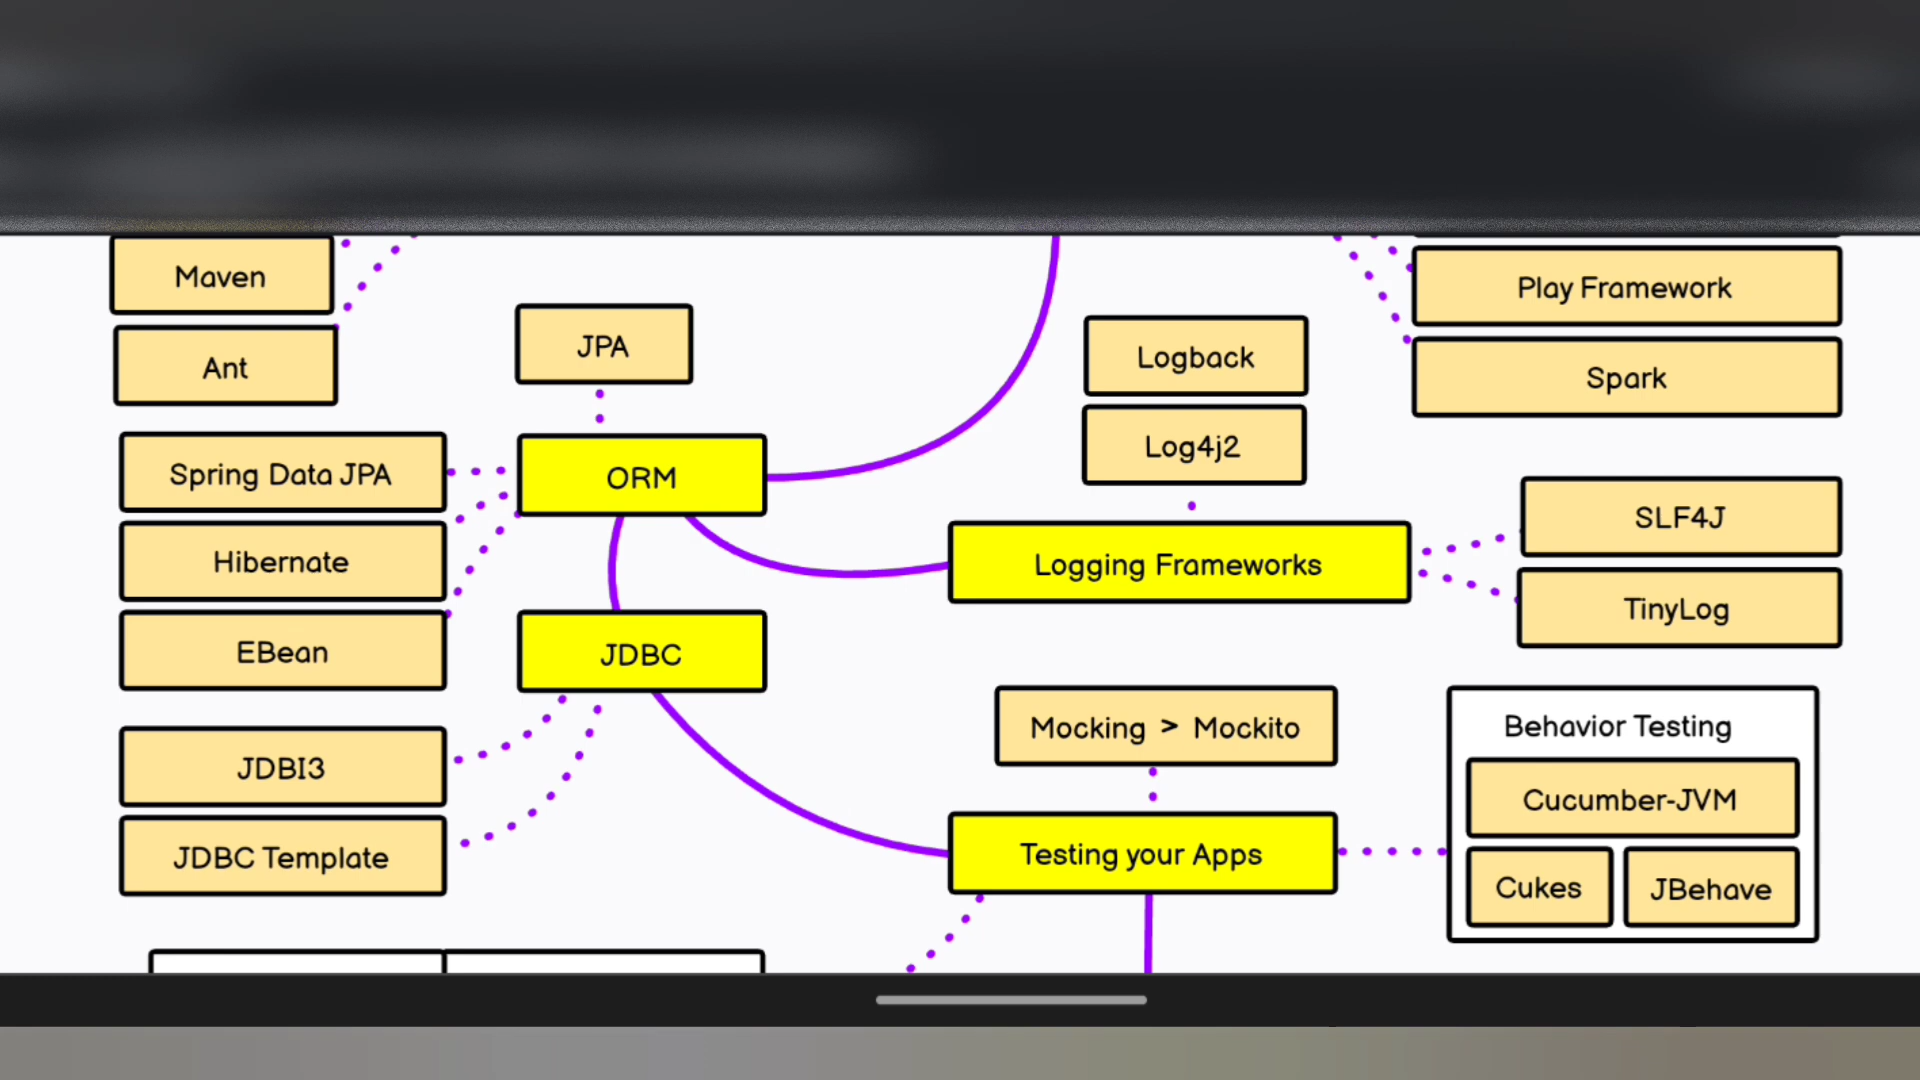 Maven
Ant
JPA
Play Framework
Spark
Logback
Log4j2
Spring Data JPA
ORM
Hibernate
EBean
Logging Frameworks
SLF4J
TinyLog
JDBC
JDBI3
JDBC Template
Mocking > Mockito
Testing your Apps
Behavior Testing
Cucumber-JVM
Cukes
JBehave